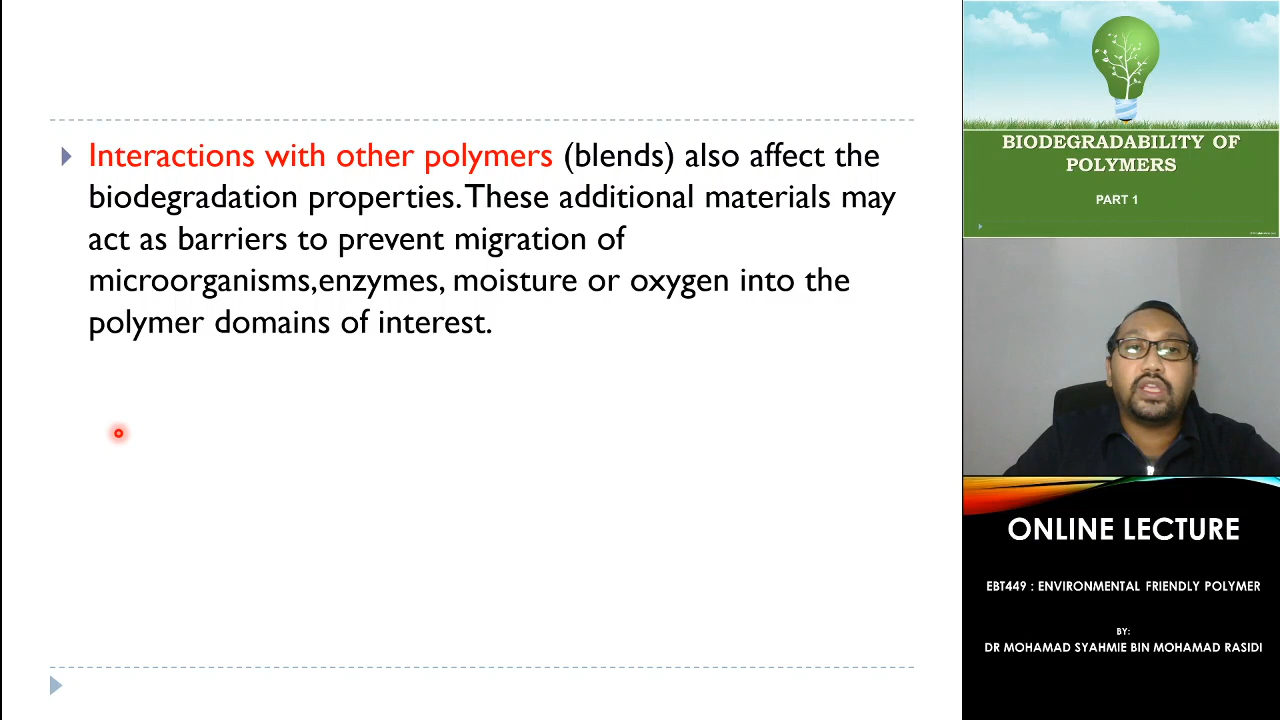 Interactions with other polymers (blends) also affect the
biodegradation properties. These additional materials may
act as barriers to prevent migration of
microorganisms,enzymes, moisture or oxygen into the
polymer domains of interest.
BIODEGRADABILITY OF
POLYMERS
PART 1
ONLINE LECTURE
EBT449 : ENVIRONMENTAL FRIENDLY POLYMER
BY:
DR MOHAMAD SYAHMIE BIN MOHAMAD RASIDI